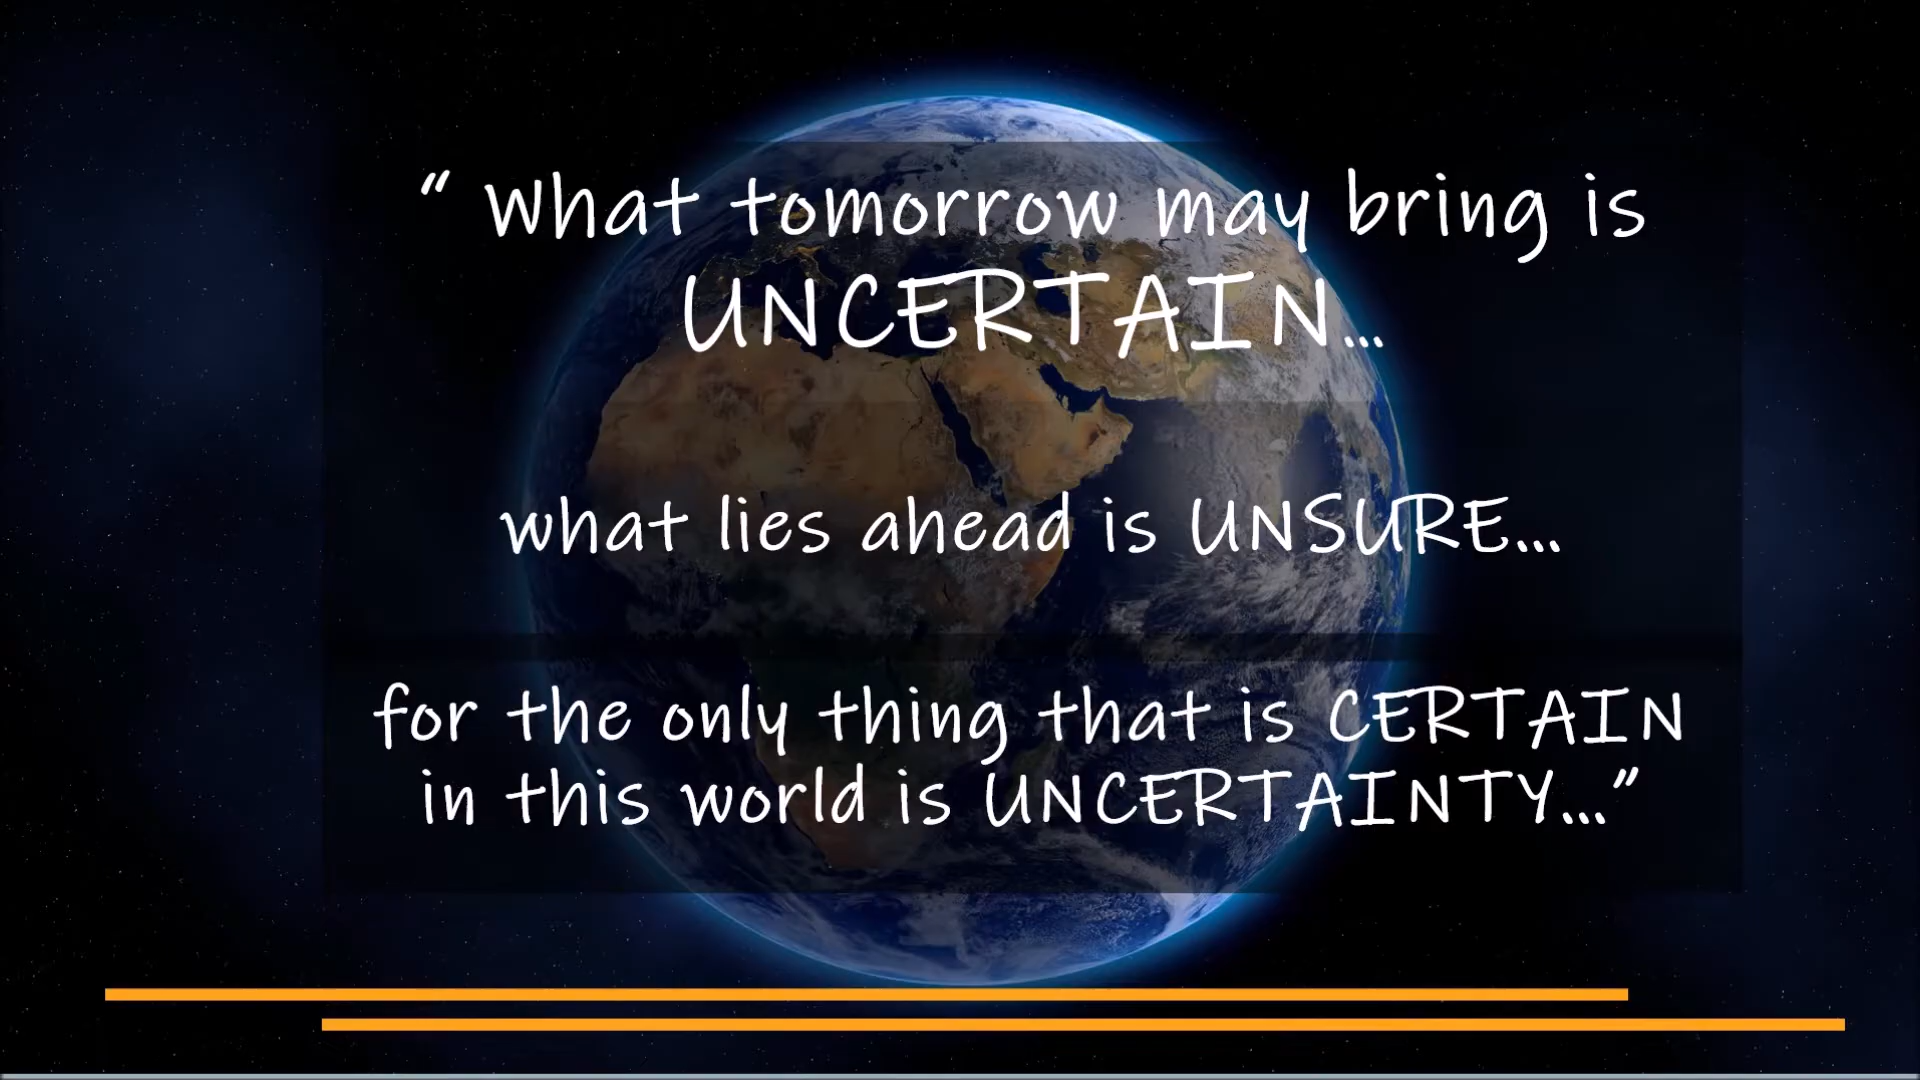 “ What tomorrow may bring is
UNCERTAIN...
what lies ahead is UNSURE...
for the only thing that is CERTAIN
in this world is UNCERTAINTY...”